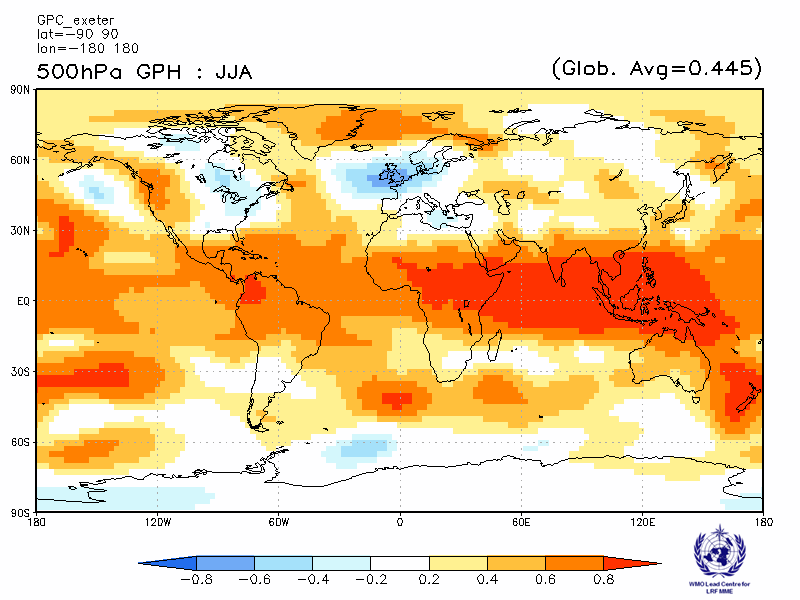 GPC_exeter
lat=-90 90
lon=-180 180
500hPa GPH : JJA
(Glob. Avg=0.445)
90N
60N
30N
EQ
30S
60S
90S
180 120W 60W 0 60E 120E 180
-0.8 -0.6 -0.4 -0.2 0.2 0.4 0.6 0.8
WMO Lead Centre for
LRF MME